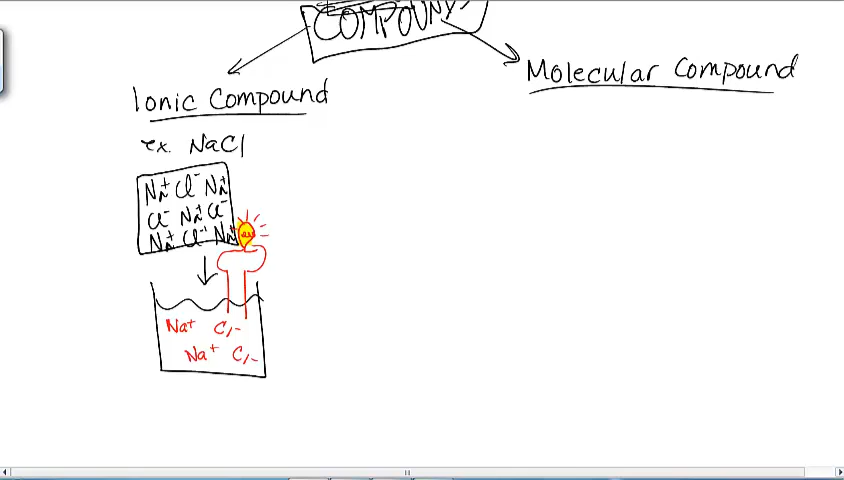 COMPOUNDS
Molecular Compound
Ionic Compound
ex. NaCl
Na+ Cl- Na+
Cl- Na+ Cl-
Na+ Cl- Na+
Na+ Cl-
Na+ Cl-